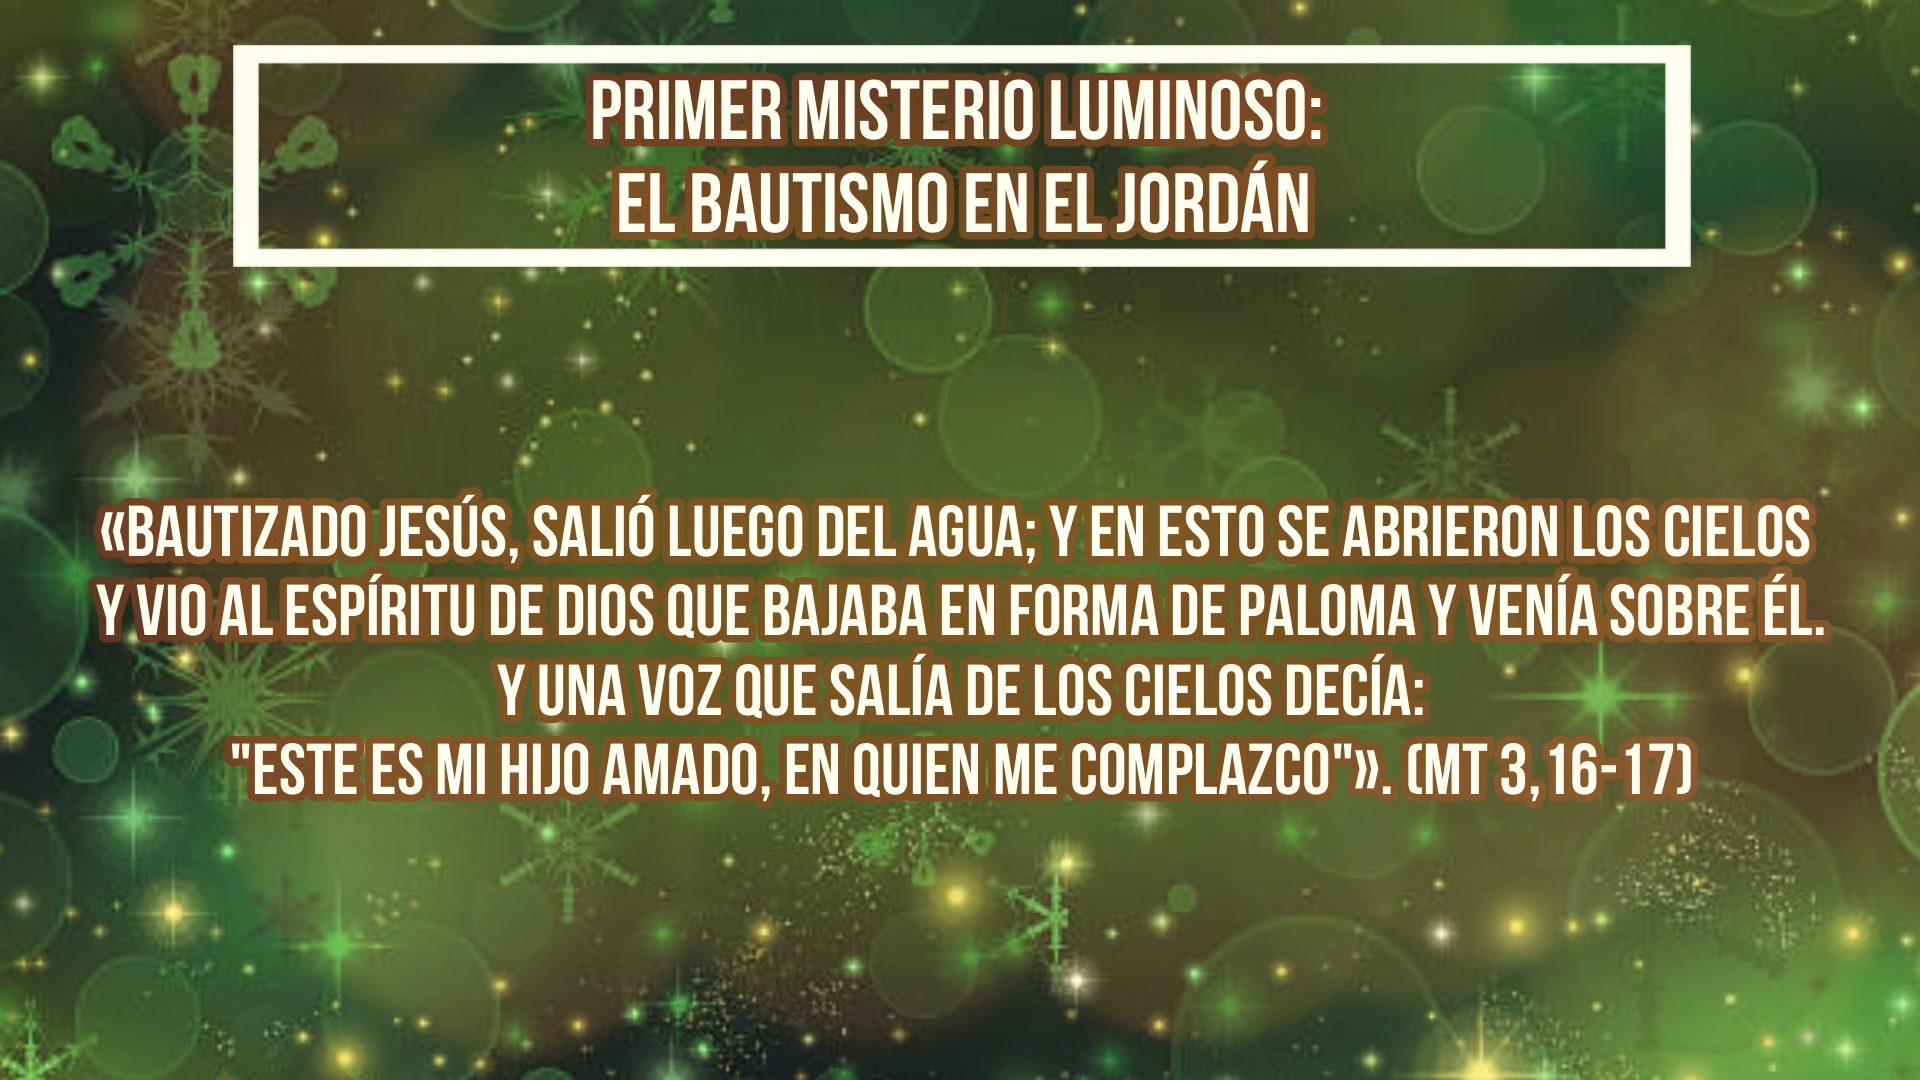 PRIMER MISTERIO LUMINOSO:
EL BAUTISMO EN EL JORDÁN
«BAUTIZADO JESÚS, SALIÓ LUEGO DEL AGUA; Y EN ESTO SE ABRIERON LOS CIELOS
Y VIO AL ESPÍRITU DE DIOS QUE BAJABA EN FORMA DE PALOMA Y VENÍA SOBRE ÉL.
Y UNA VOZ QUE SALÍA DE LOS CIELOS DECÍA:
"ESTE ES MI HIJO AMADO, EN QUIEN ME COMPLAZCO"». (MT 3,16-17)